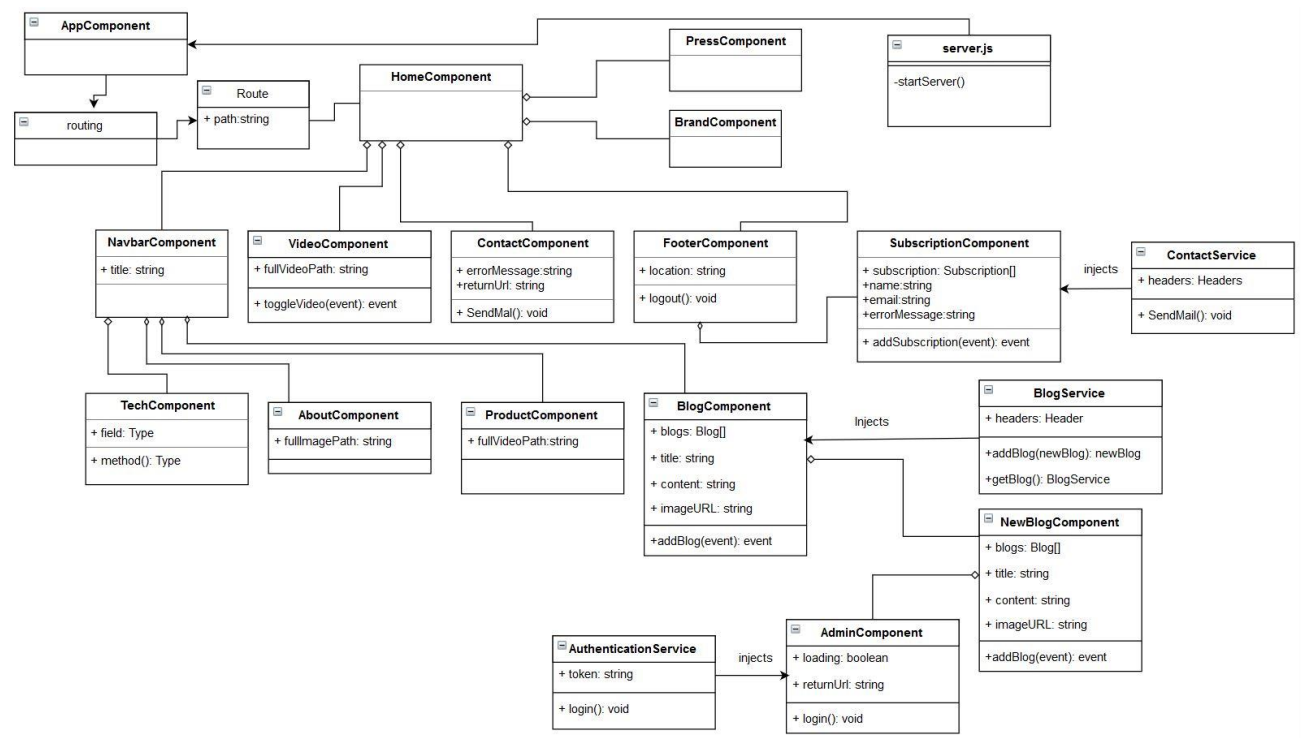 AppComponent
PressComponent
server.js
-startServer()
HomeComponent
Route
+ path:string
routing
BrandComponent
NavbarComponent
+ title: string
VideoComponent
+ fullVideoPath: string
+ toggleVideo(event): event
ContactComponent
+ errorMessage:string
+returnUrl: string
+ SendMal(): void
FooterComponent
+ location: string
+ logout(): void
SubscriptionComponent
+ subscription: Subscription[]
+name:string
+email:string
+errorMessage:string
+ addSubscription(event): event
injects
ContactService
+ headers: Headers
+ SendMail(): void
TechComponent
+ field: Type
+ method(): Type
AboutComponent
+ fullImagePath: string
ProductComponent
+ fullVideoPath:string
BlogComponent
+ blogs: Blog[]
+ title: string
+ content: string
+ imageURL: string
+addBlog(event): event
Injects
BlogService
+ headers: Header
+addBlog(newBlog): newBlog
+getBlog(): BlogService
NewBlogComponent
+ blogs: Blog[]
+ title: string
+ content: string
+ imageURL: string
+addBlog(event): event
AuthenticationService
+ token: string
+ login(): void
injects
AdminComponent
+ loading: boolean
+ returnUrl: string
+ login(): void